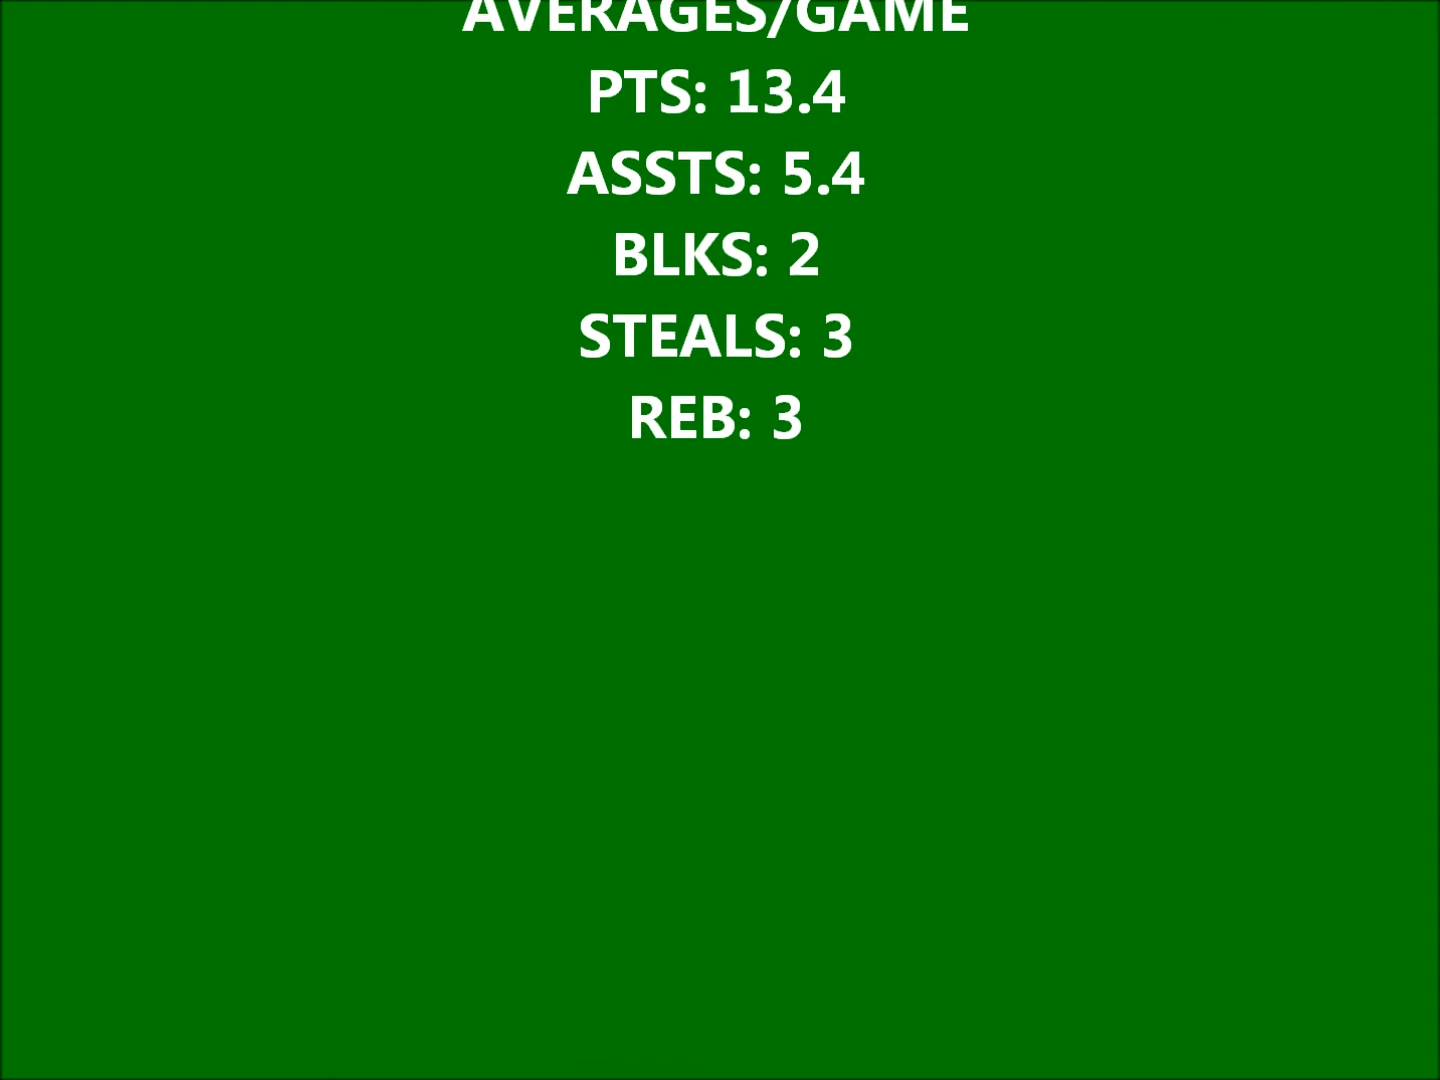 AVERAGES/GAME
PTS: 13.4
ASSTS: 5.4
BLKS: 2
STEALS: 3
REB: 3